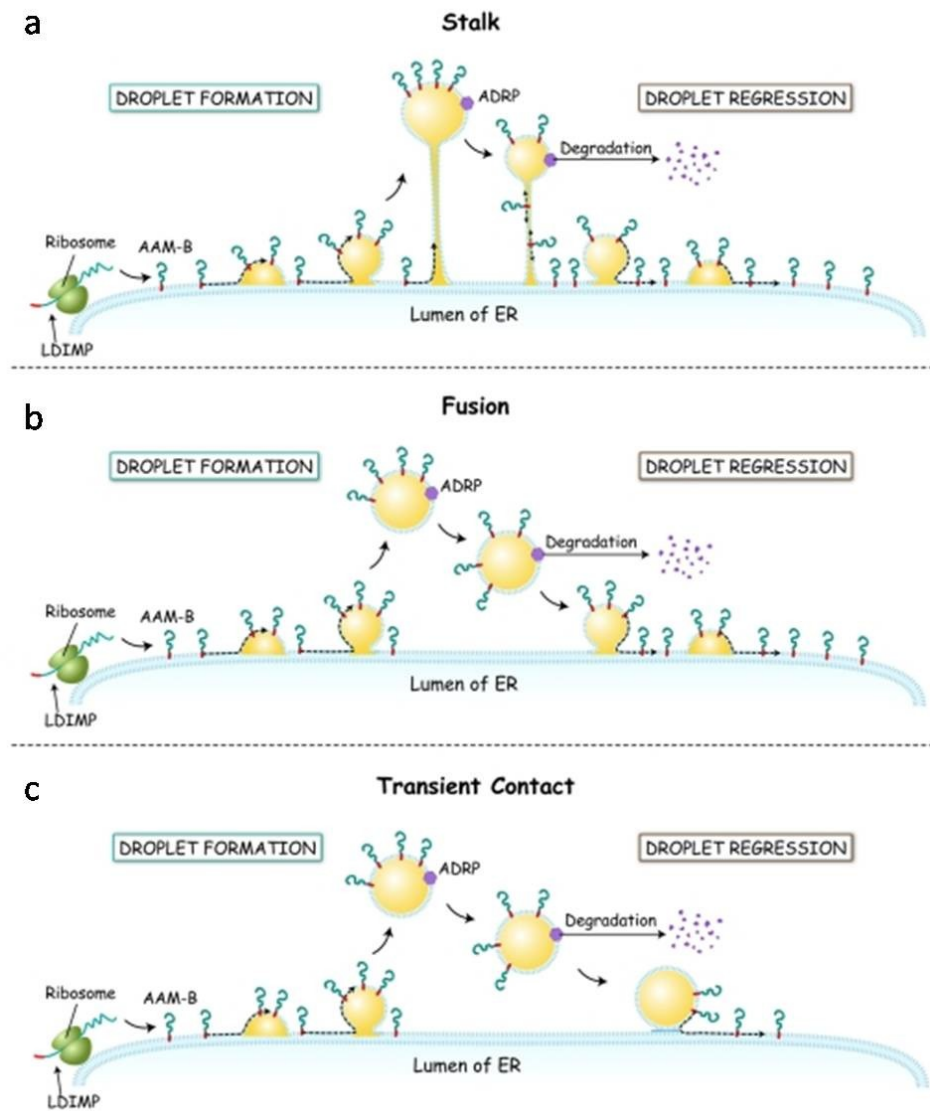 a
Stalk
DROPLET FORMATION
DROPLET REGRESSION
ADRP
Degradation
Ribosome
AAM-B
Lumen of ER
LDIMP
b
Fusion
DROPLET FORMATION
DROPLET REGRESSION
ADRP
Degradation
Ribosome
AAM-B
Lumen of ER
LDIMP
c
Transient Contact
DROPLET FORMATION
DROPLET REGRESSION
ADRP
Degradation
Ribosome
AAM-B
Lumen of ER
LDIMP